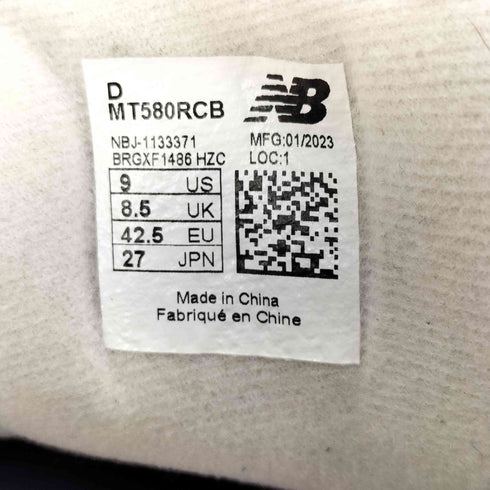 D
MT580RCB
NB
NBJ-1133371
MFG:01/2023
BRGXF1486 HZC
LOC:1
9 US
8.5 UK
42.5 EU
27 JPN
Made in China
Fabriqué en Chine